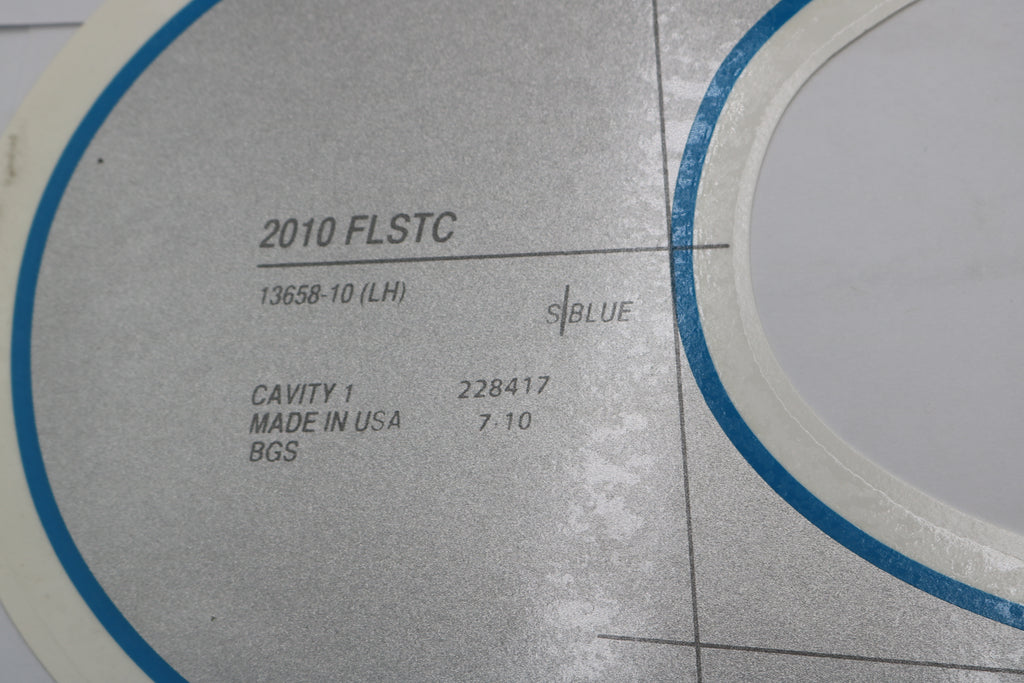 2010 FLSTC
13658-10 (LH)
S/BLUE
CAVITY 1 228417
MADE IN USA 7-10
BGS